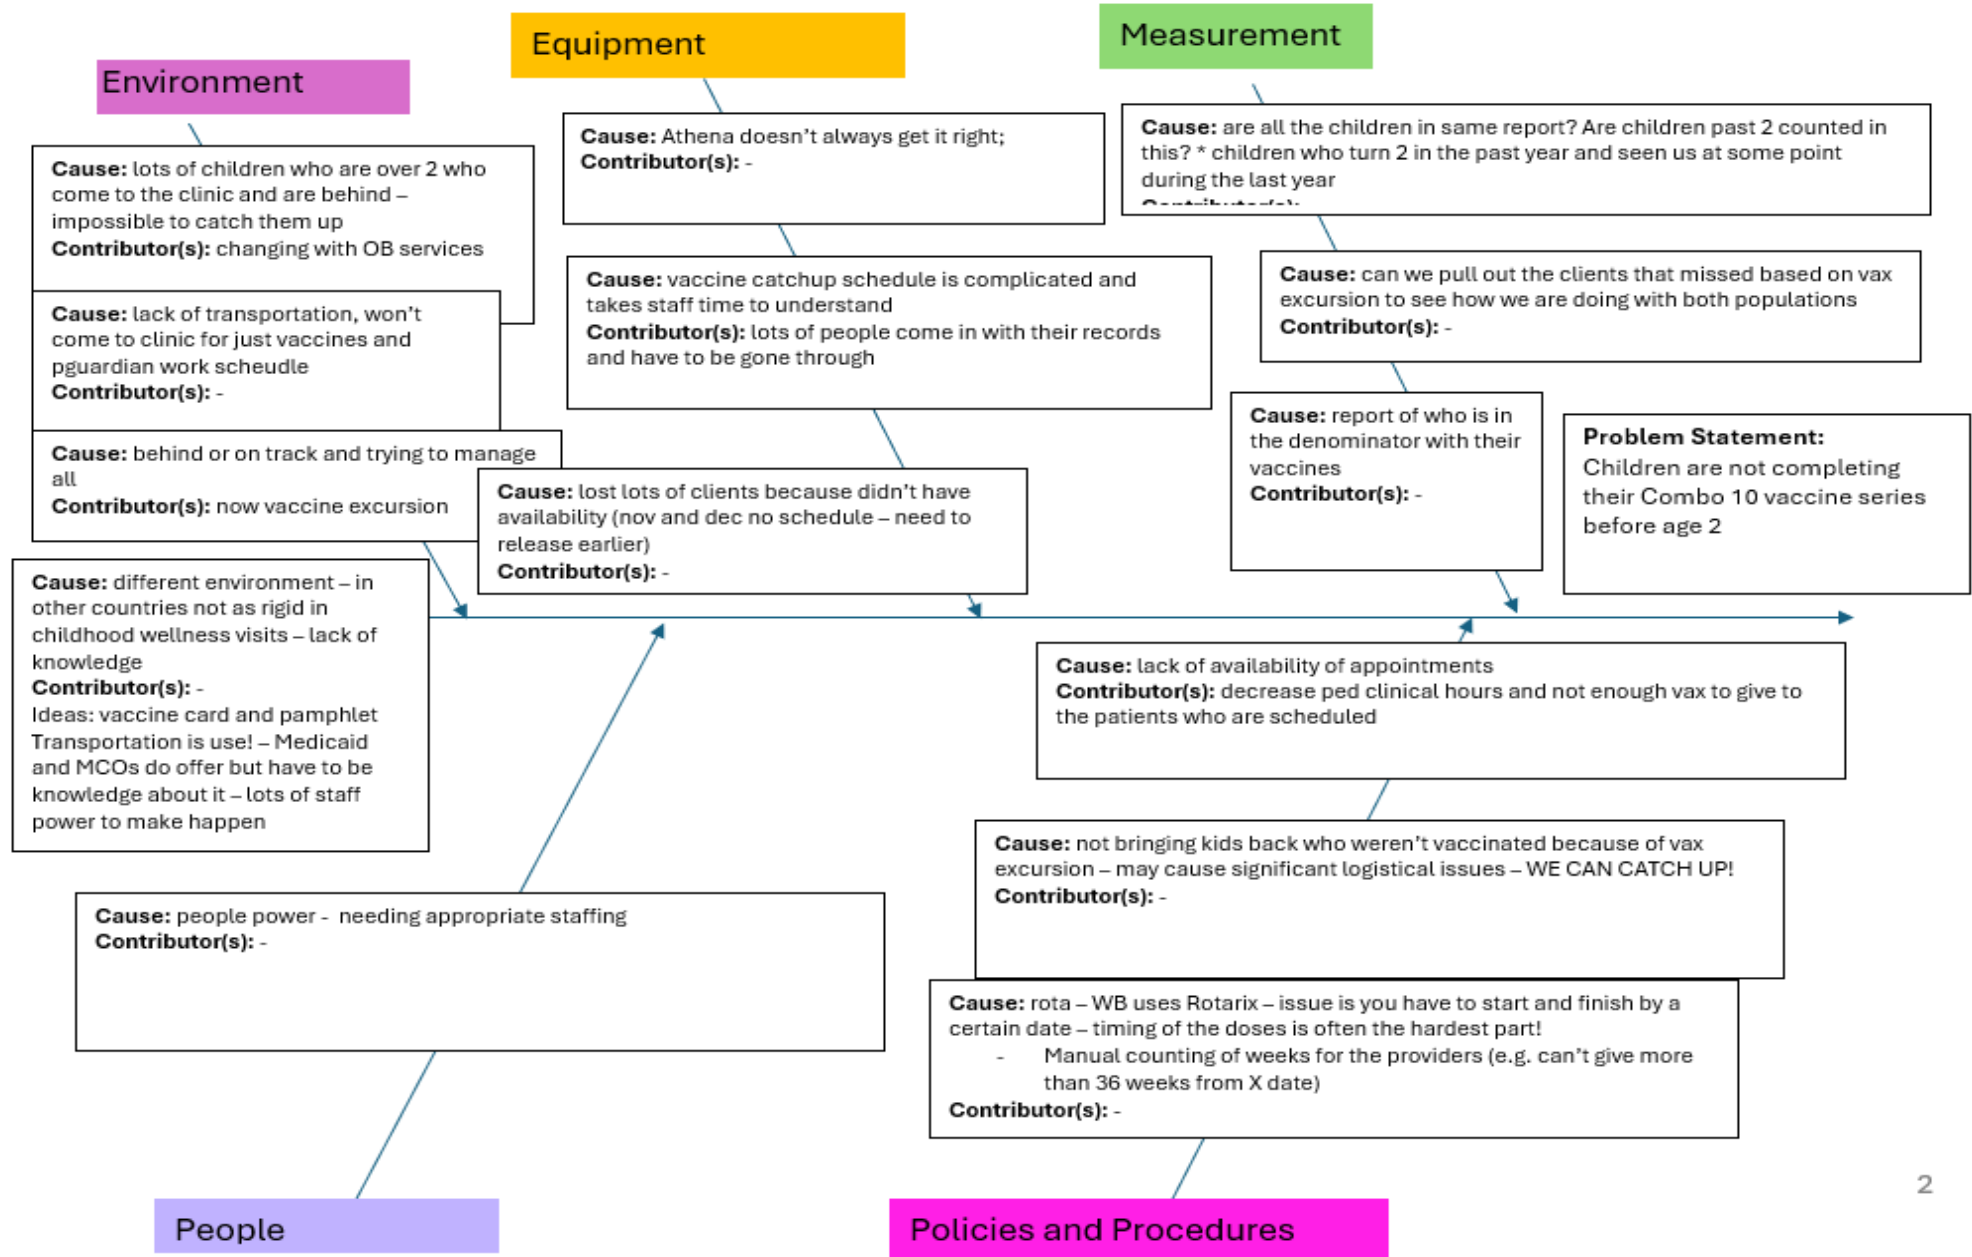 Environment
Cause: lots of children who are over 2 who
come to the clinic and are behind –
impossible to catch them up
Contributor(s): changing with OB services
Cause: lack of transportation, won't
come to clinic for just vaccines and
pguardian work scheudle
Contributor(s): -
Cause: behind or on track and trying to manage
all
Contributor(s): now vaccine excursion
Cause: different environment – in
other countries not as rigid in
childhood wellness visits – lack of
knowledge
Contributor(s): -
Ideas: vaccine card and pamphlet
Transportation is use! – Medicaid
and MCOs do offer but have to be
knowledge about it – lots of staff
power to make happen
Equipment
Cause: Athena doesn't always get it right;
Contributor(s): -
Cause: vaccine catchup schedule is complicated and
takes staff time to understand
Contributor(s): lots of people come in with their records
and have to be gone through
Cause: lost lots of clients because didn't have
availability (nov and dec no schedule – need to
release earlier)
Contributor(s): -
Measurement
Cause: are all the children in same report? Are children past 2 counted in
this? * children who turn 2 in the past year and seen us at some point
during the last year
Contributor(s):
Cause: can we pull out the clients that missed based on vax
excursion to see how we are doing with both populations
Contributor(s): -
Cause: report of who is in
the denominator with their
vaccines
Contributor(s): -
Problem Statement:
Children are not completing
their Combo 10 vaccine series
before age 2
Cause: people power -  needing appropriate staffing
Contributor(s): -
People
Cause: lack of availability of appointments
Contributor(s): decrease ped clinical hours and not enough vax to give to
the patients who are scheduled
Cause: not bringing kids back who weren't vaccinated because of vax
excursion – may cause significant logistical issues – WE CAN CATCH UP!
Contributor(s): -
Cause: rota – WB uses Rotarix – issue is you have to start and finish by a
certain date – timing of the doses is often the hardest part!
- Manual counting of weeks for the providers (e.g. can't give more
than 36 weeks from X date)
Contributor(s): -
Policies and Procedures
2